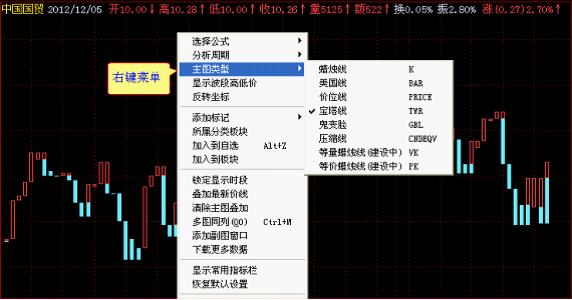 中国国贸 2012/12/05 开10.00↓ 高10.28↑ 低10.00↑ 收10.26↑ 量5125↑ 额522↑ 换0.05% 振2.80% 涨(0.27)2.70%↑
右键菜单
选择公式
分析周期
主图类型
显示波段高低价
反转坐标
添加标记
所属分类板块
加入到自选 Alt+Z
加入到板块
锁定显示时段
叠加最新价线
清除主图叠加
多图同列(@O) Ctrl+M
添加副图窗口
下载更多数据
显示常用指标栏
恢复默认设置
蜡烛线 K
美国线 BAR
价位线 PRICE
宝塔线 TWR
鬼变脸 GBL
压缩线 CNDEQV
等量蜡烛线(建设中) VK
等价蜡烛线(建设中) PK